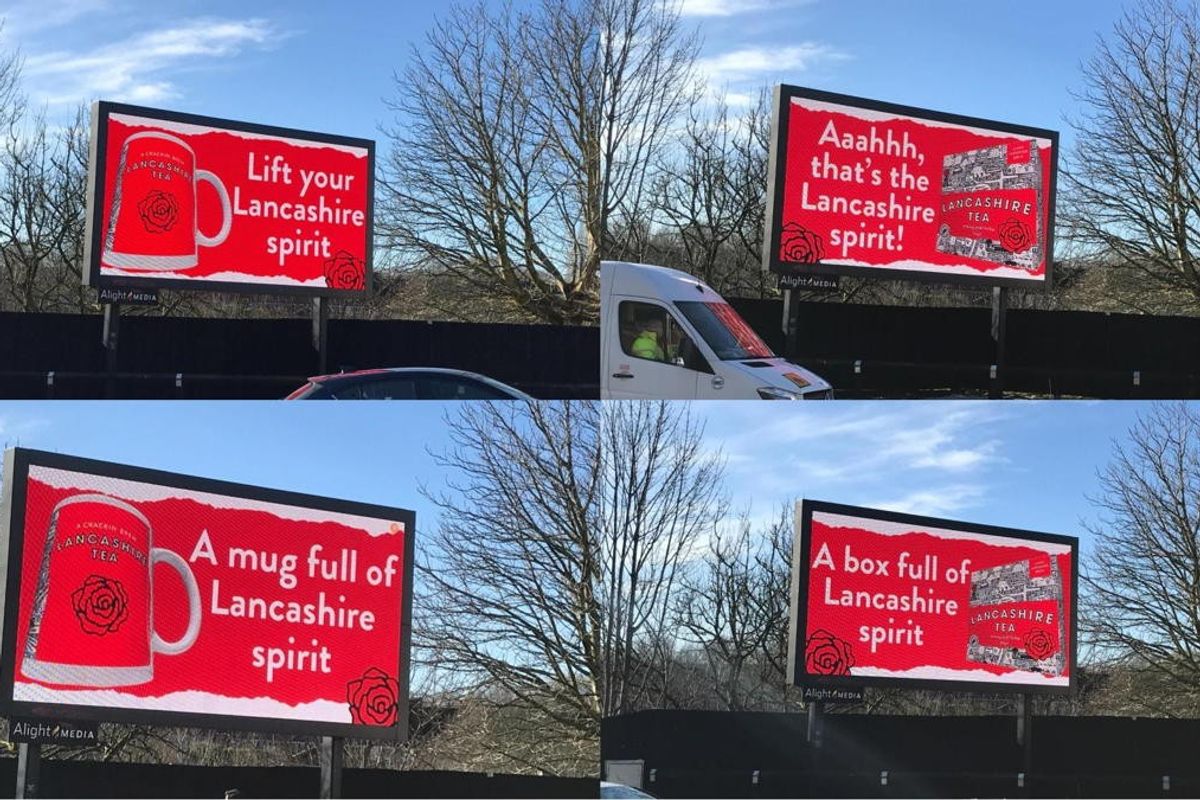 A CRACKIN BREW
LANCASHIRE
TEA
Lift your
Lancashire
spirit
Alight MEDIA
Aaahhh,
that's the
Lancashire
spirit!
LANCASHIRE
TEA
Alight MEDIA
A CRACKIN BREW
LANCASHIRE
TEA
A mug full of
Lancashire
spirit
Alight MEDIA
A box full of
Lancashire
spirit
LANCASHIRE
TEA
Alight MEDIA